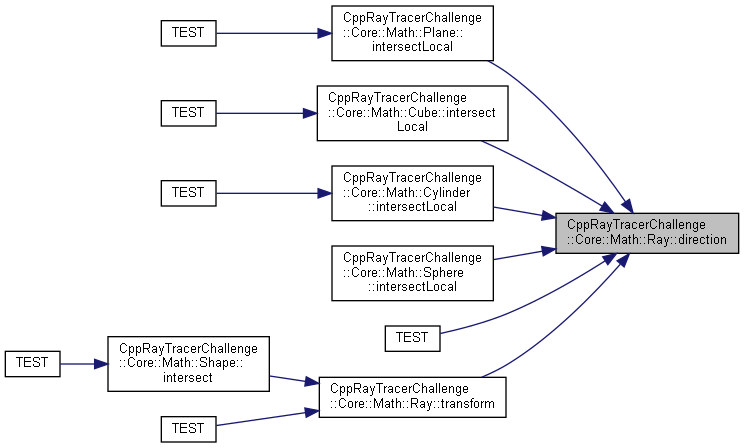 TEST
CppRayTracerChallenge
::Core::Math::Plane::
intersectLocal
TEST
CppRayTracerChallenge
::Core::Math::Cube::intersect
Local
TEST
CppRayTracerChallenge
::Core::Math::Cylinder
::intersectLocal
CppRayTracerChallenge
::Core::Math::Ray::direction
CppRayTracerChallenge
::Core::Math::Sphere
::intersectLocal
TEST
TEST
CppRayTracerChallenge
::Core::Math::Shape::
intersect
CppRayTracerChallenge
::Core::Math::Ray::transform
TEST